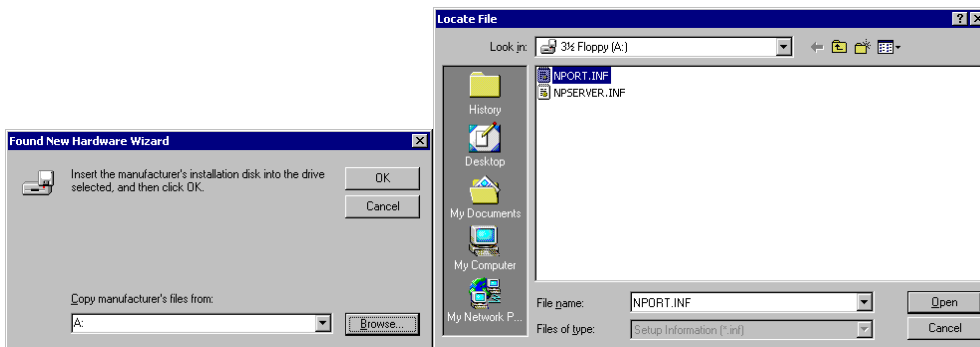 Locate File
Look in:
3½ Floppy (A:)
NPORT.INF
NPSERVER.INF
History
Desktop
My Documents
My Computer
My Network P...
File name:
NPORT.INF
Open
Files of type:
Setup Information (*.inf)
Cancel
Found New Hardware Wizard
Insert the manufacturer's installation disk into the drive
selected, and then click OK.
OK
Cancel
Copy manufacturer's files from:
A:
Browse...